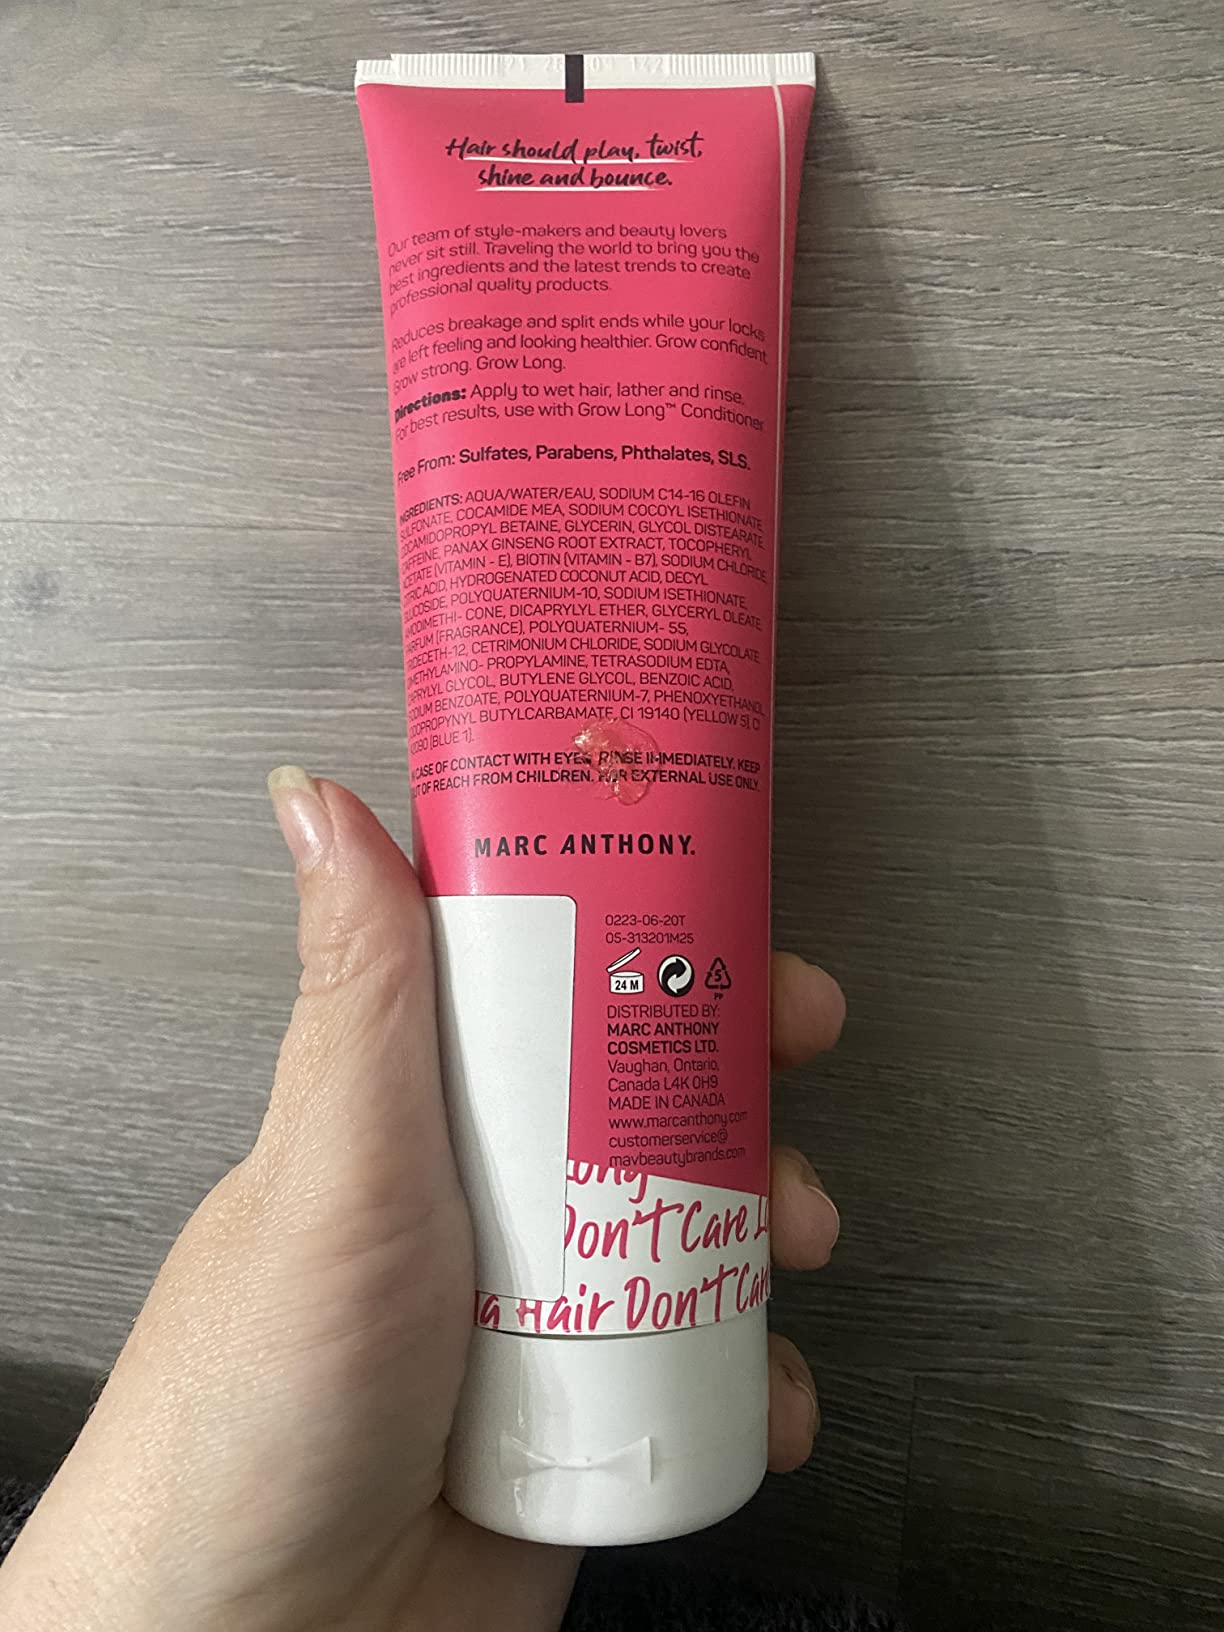 Hair should play, twist,
shine and bounce.
Our team of style-makers and beauty lovers
never sit still. Traveling the world to bring you the
best ingredients and the latest trends to create
professional quality products.
Reduces breakage and split ends while your locks
are left feeling and looking healthier. Grow confident.
Grow strong. Grow Long.
Directions: Apply to wet hair, lather and rinse.
For best results, use with Grow Long™ Conditioner
Free From: Sulfates, Parabens, Phthalates, SLS.
INGREDIENTS: AQUA/WATER/EAU, SODIUM C14-16 OLEFIN
SULFONATE, COCAMIDE MEA, SODIUM COCOYL ISETHIONATE,
COCAMIDOPROPYL BETAINE, GLYCERIN, GLYCOL DISTEARATE,
CAFFEINE, PANAX GINSENG ROOT EXTRACT, TOCOPHERYL
ACETATE (VITAMIN - E), BIOTIN (VITAMIN - B7), SODIUM CHLORIDE,
CITRIC ACID, HYDROGENATED COCONUT ACID, DECYL
GLUCOSIDE, POLYQUATERNIUM-10, SODIUM ISETHIONATE,
AMODIMETHI- CONE, DICAPRYLYL ETHER, GLYCERYL OLEATE,
PARFUM (FRAGRANCE), POLYQUATERNIUM- 55,
TRIDECETH-12, CETRIMONIUM CHLORIDE, SODIUM GLYCOLATE,
DIMETHYLAMINO- PROPYLAMINE, TETRASODIUM EDTA,
CAPRYLYL GLYCOL, BUTYLENE GLYCOL, BENZOIC ACID,
SODIUM BENZOATE, POLYQUATERNIUM-7, PHENOXYETHANOL,
IODOPROPYNYL BUTYLCARBAMATE, CI 19140 (YELLOW 5), CI
42090 (BLUE 1).
IN CASE OF CONTACT WITH EYES, RINSE IMMEDIATELY. KEEP
OUT OF REACH FROM CHILDREN. FOR EXTERNAL USE ONLY.
MARC ANTHONY.
0223-06-20T
05-313201M25
24 M
5
PP
DISTRIBUTED BY:
MARC ANTHONY
COSMETICS LTD.
Vaughan, Ontario,
Canada L4K 0H9
MADE IN CANADA
www.marcanthony.com
customerservice@
mavbeautybrands.com
Long
Don't Care
Hair Don't Care